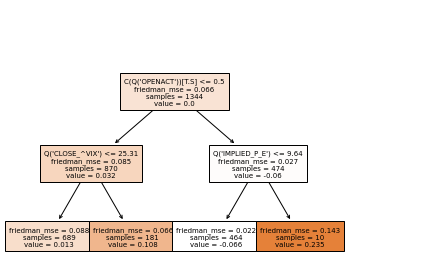 C(Q('OPENACT'))[T.S] <= 0.5
friedman_mse = 0.066
samples = 1344
value = 0.0
Q('CLOSE_^VIX') <= 25.31
friedman_mse = 0.085
samples = 870
value = 0.032
Q('IMPLIED_P_E') <= 9.64
friedman_mse = 0.027
samples = 474
value = -0.06
friedman_mse = 0.088
samples = 689
value = 0.013
friedman_mse = 0.066
samples = 181
value = 0.108
friedman_mse = 0.022
samples = 464
value = -0.066
friedman_mse = 0.143
samples = 10
value = 0.235